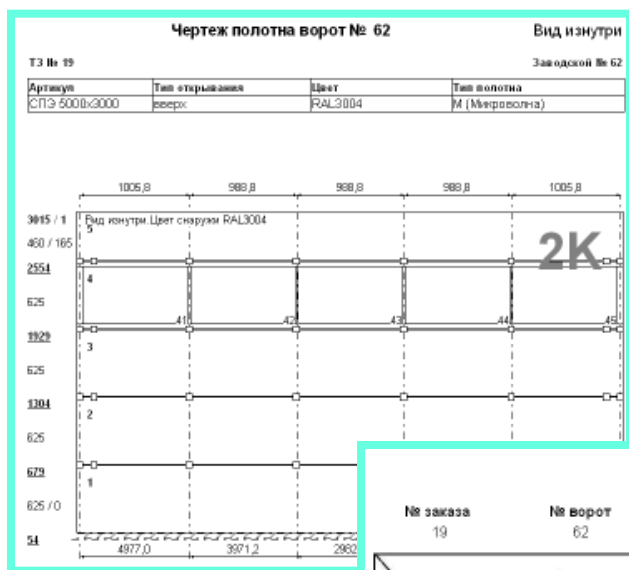 Чертеж полотна ворот № 62 Вид изнутри
ТЗ № 19 Заводской № 62
Артикул Тип открывания Цвет Тип полотна
СПЭ 5000х3000 вверх RAL3004 М (Микроволна)
1005,8 988,8 988,8 988,8 1005,8
3015 / 1 Вид изнутри.Цвет снаружи RAL3004
5
460 / 165 2К
2554
4
625
41 42 43 44 45
1929
3
625
1304
2
625
679
1
625 / 0
54
4977,0 3971,2 2982
№ заказа № ворот
19 62